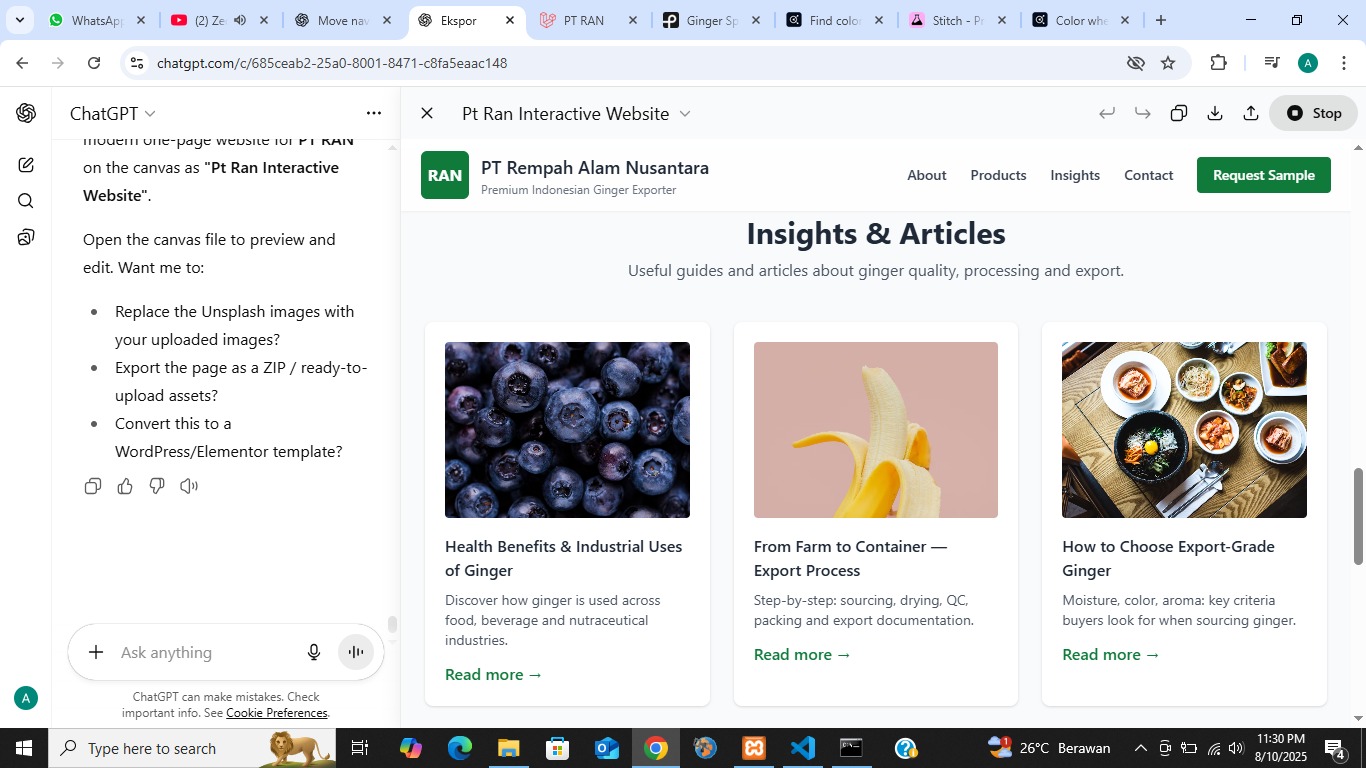 WhatsApp
(2) Ze
Move nav
Ekspor
PT RAN
Ginger Sp
Find color
Stitch - Pr
Color whe
chatgpt.com/c/685ceab2-25a0-8001-8471-c8fa5eaac148
A
ChatGPT
Pt Ran Interactive Website
Stop
modern one-page website for PT RAN
on the canvas as "Pt Ran Interactive
Website".
Open the canvas file to preview and
edit. Want me to:
Replace the Unsplash images with
your uploaded images?
Export the page as a ZIP / ready-to-
upload assets?
Convert this to a
WordPress/Elementor template?
Ask anything
ChatGPT can make mistakes. Check
important info. See Cookie Preferences.
A
RAN
PT Rempah Alam Nusantara
Premium Indonesian Ginger Exporter
About
Products
Insights
Contact
Request Sample
Insights & Articles
Useful guides and articles about ginger quality, processing and export.
Health Benefits & Industrial Uses
of Ginger
Discover how ginger is used across
food, beverage and nutraceutical
industries.
Read more →
From Farm to Container —
Export Process
Step-by-step: sourcing, drying, QC,
packing and export documentation.
Read more →
How to Choose Export-Grade
Ginger
Moisture, color, aroma: key criteria
buyers look for when sourcing ginger.
Read more →
Type here to search
1
26°C Berawan
11:30 PM
8/10/2025
4